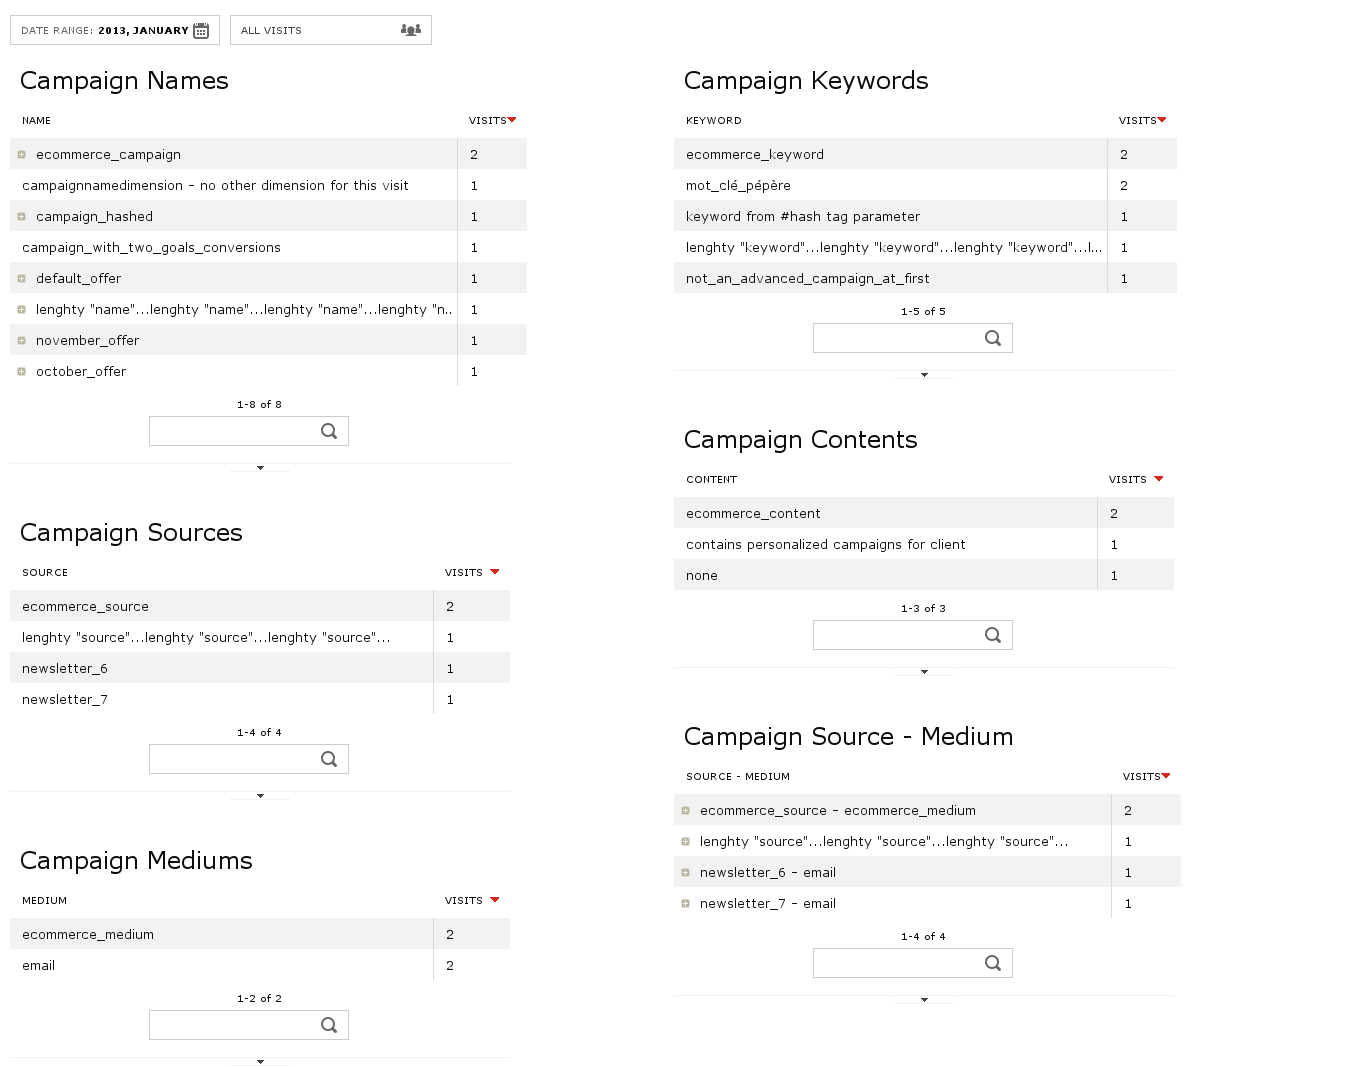 DATE RANGE: 2013, JANUARY
ALL VISITS
Campaign Names
NAME VISITS
ecommerce_campaign 2
campaignnamedimension - no other dimension for this visit 1
campaign_hashed 1
campaign_with_two_goals_conversions 1
default_offer 1
lenghty "name"...lenghty "name"...lenghty "name"...lenghty "n.. 1
november_offer 1
october_offer 1
1-8 of 8
Campaign Sources
SOURCE VISITS
ecommerce_source 2
lenghty "source"...lenghty "source"...lenghty "source"... 1
newsletter_6 1
newsletter_7 1
1-4 of 4
Campaign Mediums
MEDIUM VISITS
ecommerce_medium 2
email 2
1-2 of 2
Campaign Keywords
KEYWORD VISITS
ecommerce_keyword 2
mot_clé_pépère 2
keyword from #hash tag parameter 1
lenghty "keyword"...lenghty "keyword"...lenghty "keyword"...l... 1
not_an_advanced_campaign_at_first 1
1-5 of 5
Campaign Contents
CONTENT VISITS
ecommerce_content 2
contains personalized campaigns for client 1
none 1
1-3 of 3
Campaign Source - Medium
SOURCE - MEDIUM VISITS
ecommerce_source - ecommerce_medium 2
lenghty "source"...lenghty "source"...lenghty "source"... 1
newsletter_6 - email 1
newsletter_7 - email 1
1-4 of 4